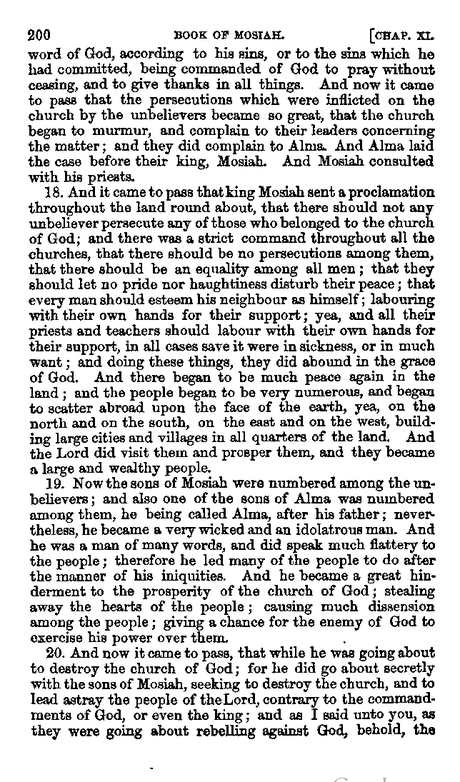 200 BOOK OF MOSIAH. [CHAP. XI.
word of God, according to his sins, or to the sins which he
had committed, being commanded of God to pray without
ceasing, and to give thanks in all things. And now it came
to pass that the persecutions which were inflicted on the
church by the unbelievers became so great, that the church
began to murmur, and complain to their leaders concerning
the matter; and they did complain to Alma. And Alma laid
the case before their king, Mosiah. And Mosiah consulted
with his priests.
18. And it came to pass that king Mosiah sent a proclamation
throughout the land round about, that there should not any
unbeliever persecute any of those who belonged to the church
of God; and there was a strict command throughout all the
churches, that there should be no persecutions among them,
that there should be an equality among all men; that they
should let no pride nor haughtiness disturb their peace; that
every man should esteem his neighbour as himself; labouring
with their own hands for their support; yea, and all their
priests and teachers should labour with their own hands for
their support, in all cases save it were in sickness, or in much
want; and doing these things, they did abound in the grace
of God. And there began to be much peace again in the
land; and the people began to be very numerous, and began
to scatter abroad upon the face of the earth, yea, on the
north and on the south, on the east and on the west, build-
ing large cities and villages in all quarters of the land. And
the Lord did visit them and prosper them, and they became
a large and wealthy people.
19. Now the sons of Mosiah were numbered among the un-
believers; and also one of the sons of Alma was numbered
among them, he being called Alma, after his father; never-
theless, he became a very wicked and an idolatrous man. And
he was a man of many words, and did speak much flattery to
the people; therefore he led many of the people to do after
the manner of his iniquities. And he became a great hin-
derment to the prosperity of the church of God; stealing
away the hearts of the people; causing much dissension
among the people; giving a chance for the enemy of God to
exercise his power over them.
20. And now it came to pass, that while he was going about
to destroy the church of God; for he did go about secretly
with the sons of Mosiah, seeking to destroy the church, and to
lead astray the people of the Lord, contrary to the command-
ments of God, or even the king; and as I said unto you, as
they were going about rebelling against God, behold, the